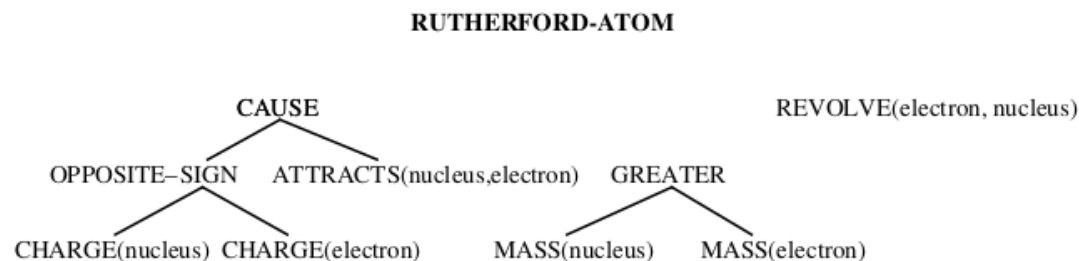 RUTHERFORD-ATOM
CAUSE REVOLVE(electron, nucleus)
OPPOSITE–SIGN ATTRACTS(nucleus,electron) GREATER
CHARGE(nucleus) CHARGE(electron) MASS(nucleus) MASS(electron)